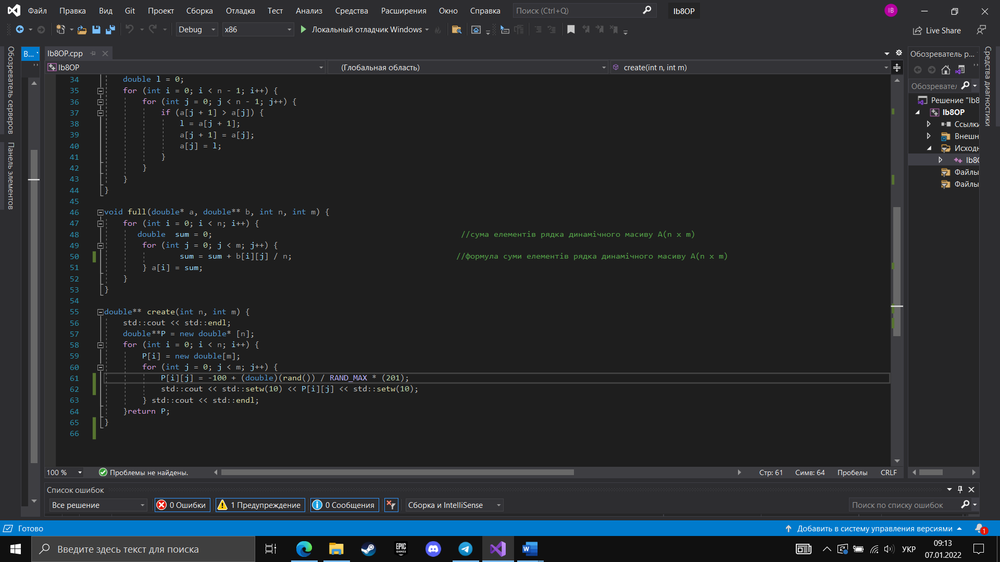 Файл Правка Вид Git Проект Сборка Отладка Тест Анализ Средства Расширения Окно Справка Поиск (Ctrl+Q) lb8OP IB
Debug x86 Локальный отладчик Windows Live Share
Обозреватель серверов
Панель элементов
В...
lb8OP.cpp
lb8OP (Глобальная область) create(int n, int m)
34 double l = 0;
35 for (int i = 0; i < n - 1; i++) {
36 for (int j = 0; j < n - 1; j++) {
37 if (a[j + 1] > a[j]) {
38 l = a[j + 1];
39 a[j + 1] = a[j];
40 a[j] = l;
41 }
42 }
43 }
44 }
45
46 void full(double* a, double** b, int n, int m) {
47 for (int i = 0; i < n; i++) {
48 double  sum = 0; //сума елементів рядка динамічного масиву A(n x m)
49 for (int j = 0; j < m; j++) {
50 sum = sum + b[i][j] / n; //формула суми елементів рядка динамічного масиву A(n x m)
51 } a[i] = sum;
52 }
53 }
54
55 double** create(int n, int m) {
56 std::cout << std::endl;
57 double**P = new double* [n];
58 for (int i = 0; i < n; i++) {
59 P[i] = new double[m];
60 for (int j = 0; j < m; j++) {
61 P[i][j] = -100 + (double)(rand()) / RAND_MAX * (201);
62 std::cout << std::setw(10) << P[i][j] << std::setw(10);
63 } std::cout << std::endl;
64 }return P;
65 }
66
100 % Проблемы не найдены. Стр: 61 Симв: 64 Пробелы CRLF
Обозреватель р...
Обозревател
Решение "lb8
lb8OP
Ссылки
Внешн
Исходн
lb8O
Файлы
Файлы
Средства диагностики
Список ошибок
Все решение 0 Ошибки 1 Предупреждение 0 Сообщения Сборка и IntelliSense Поиск по списку ошибок
Готово Добавить в систему управления версиями 1
Введите здесь текст для поиска EPIC GAMES УКР 09:13
07.01.2022